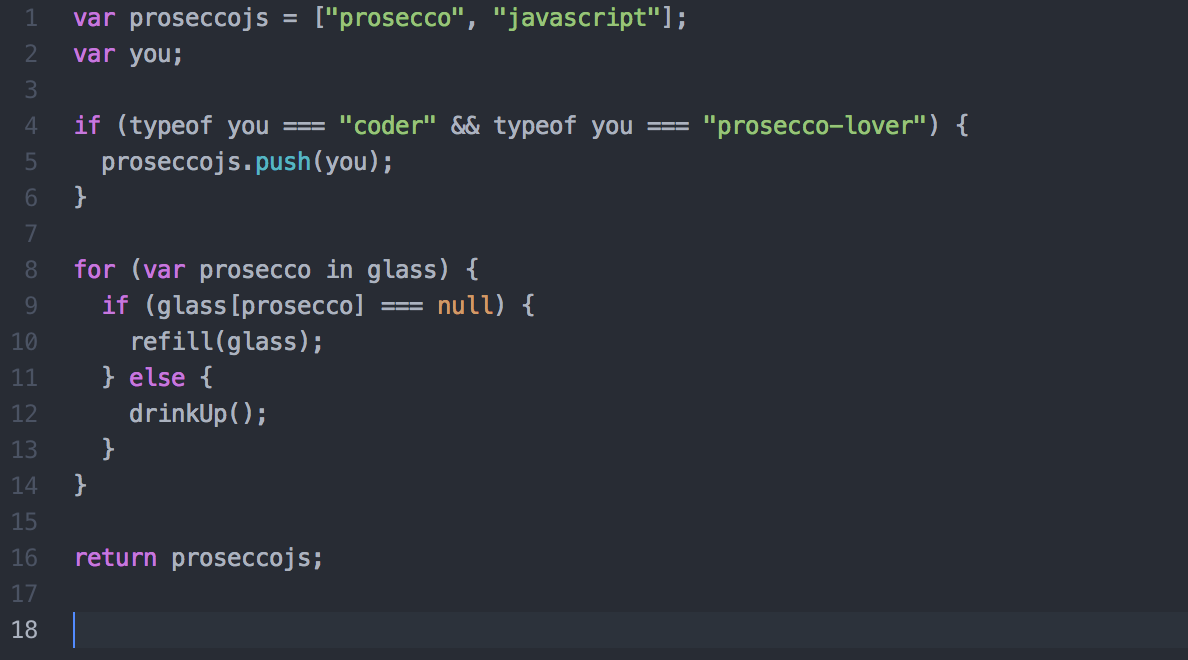 1 var proseccojs = ["prosecco", "javascript"];
2 var you;
3
4 if (typeof you === "coder" && typeof you === "prosecco-lover") {
5   proseccojs.push(you);
6 }
7
8 for (var prosecco in glass) {
9   if (glass[prosecco] === null) {
10     refill(glass);
11   } else {
12     drinkUp();
13   }
14 }
15
16 return proseccojs;
17
18